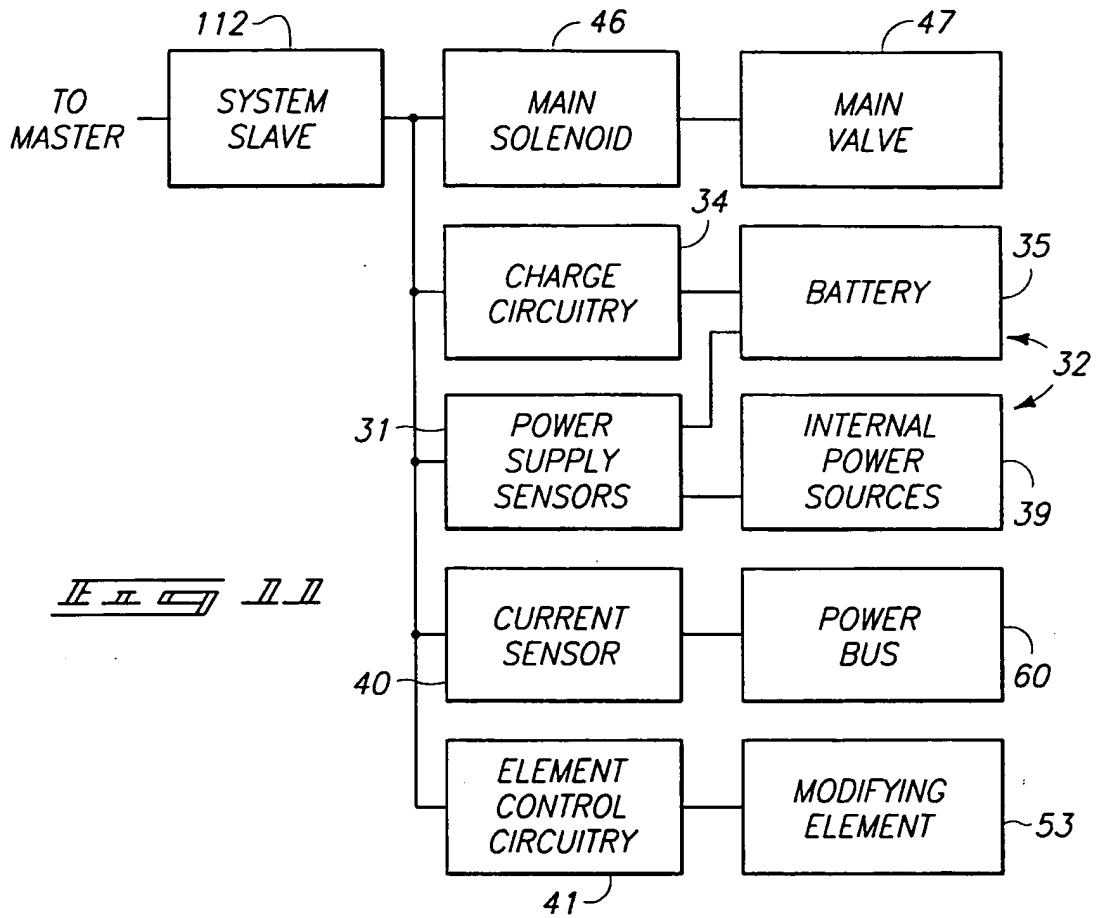 112
46
47
TO
MASTER
SYSTEM
SLAVE
MAIN
SOLENOID
MAIN
VALVE
34
35
CHARGE
CIRCUITRY
BATTERY
32
31
POWER
SUPPLY
SENSORS
INTERNAL
POWER
SOURCES
39
FIG 11
CURRENT
SENSOR
POWER
BUS
40
60
ELEMENT
CONTROL
CIRCUITRY
MODIFYING
ELEMENT
53
41